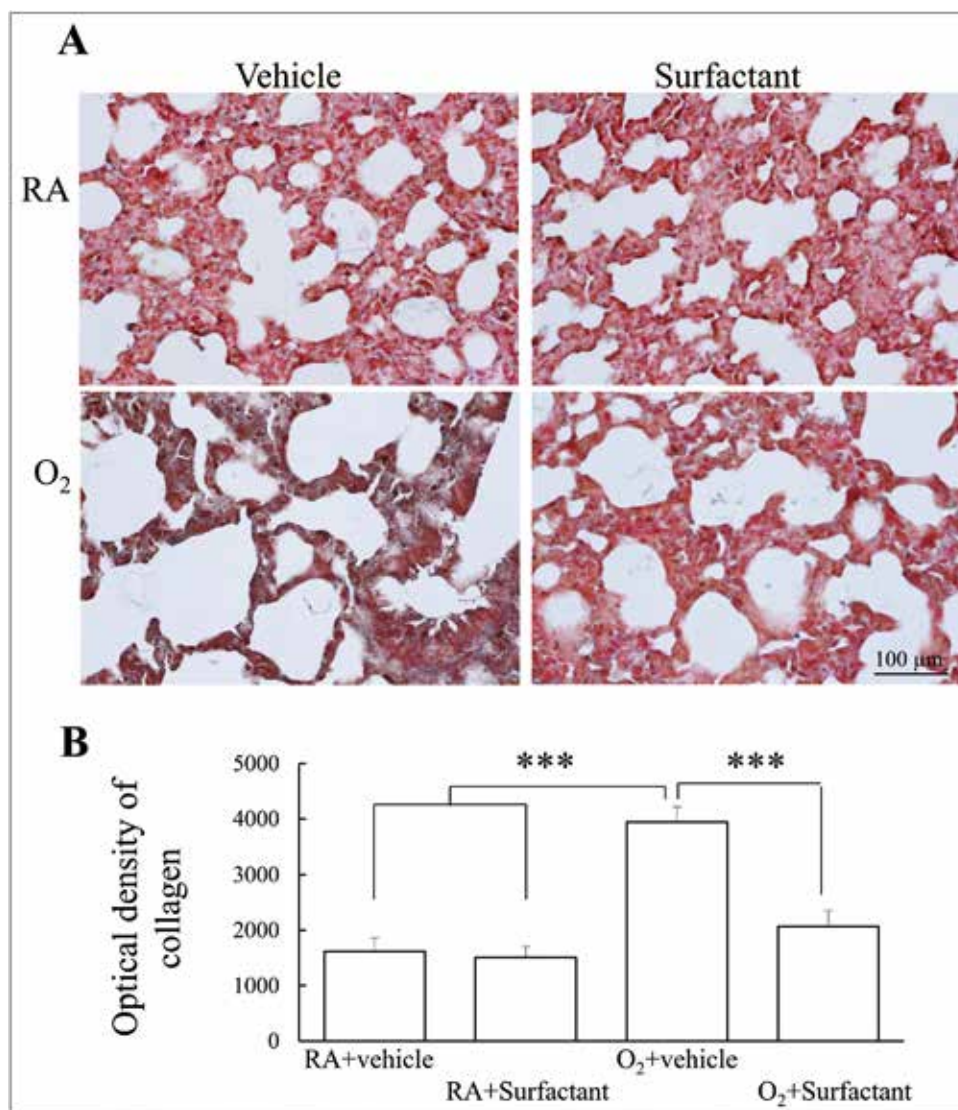 A
Vehicle Surfactant
RA
O₂
100 µm
B
*** ***
Optical density of
collagen
5000
4000
3000
2000
1000
0
RA+vehicle O₂+vehicle
RA+Surfactant O₂+Surfactant